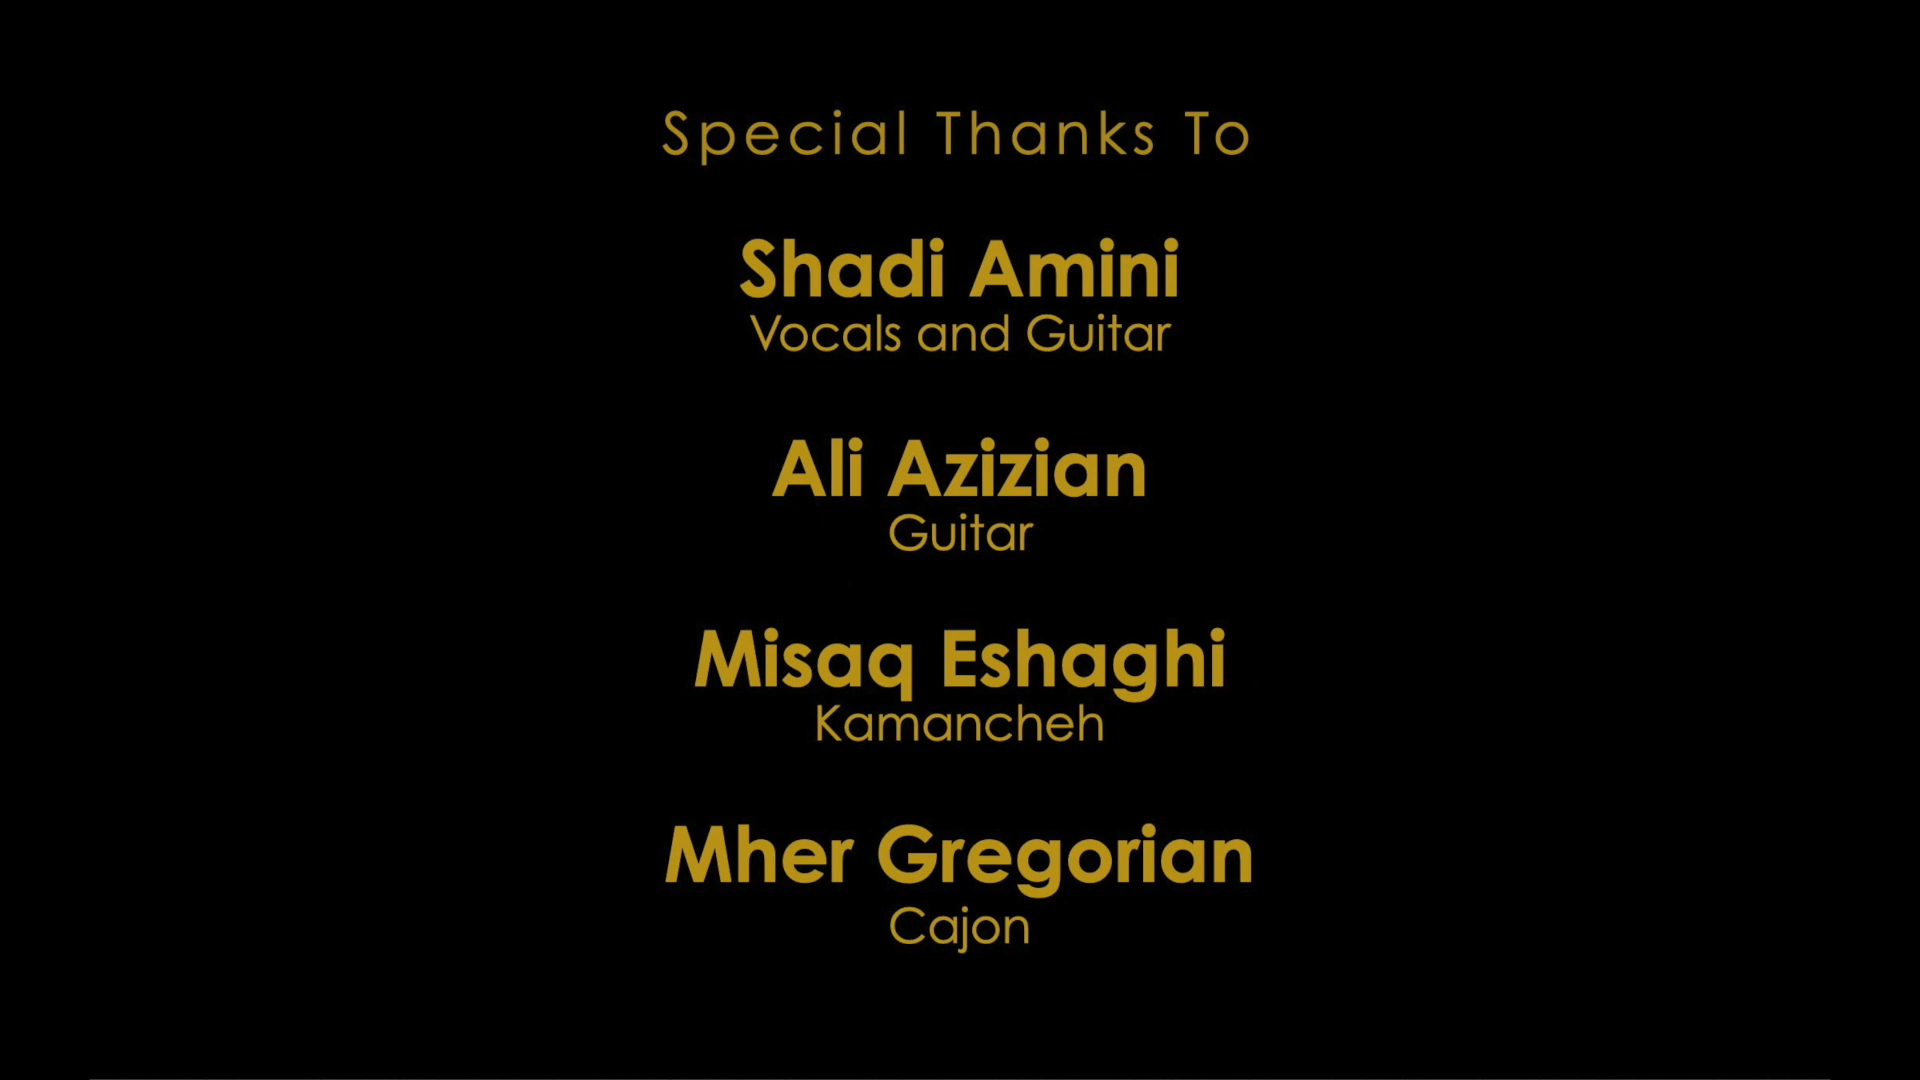 Special Thanks To
Shadi Amini
Vocals and Guitar
Ali Azizian
Guitar
Misaq Eshaghi
Kamancheh
Mher Gregorian
Cajon